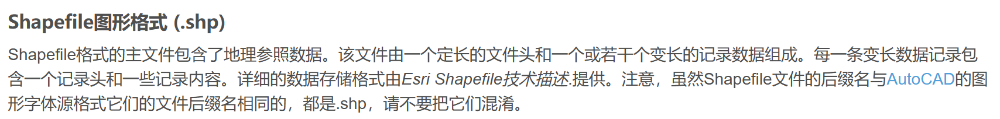 Shapefile图形格式 (.shp)
Shapefile格式的主文件包含了地理参照数据。该文件由一个定长的文件头和一个或若干个变长的记录数据组成。每一条变长数据记录包
含一个记录头和一些记录内容。详细的数据存储格式由Esri Shapefile技术描述.提供。注意，虽然Shapefile文件的后缀名与AutoCAD的图
形字体源格式它们的文件后缀名相同的，都是.shp，请不要把它们混淆。